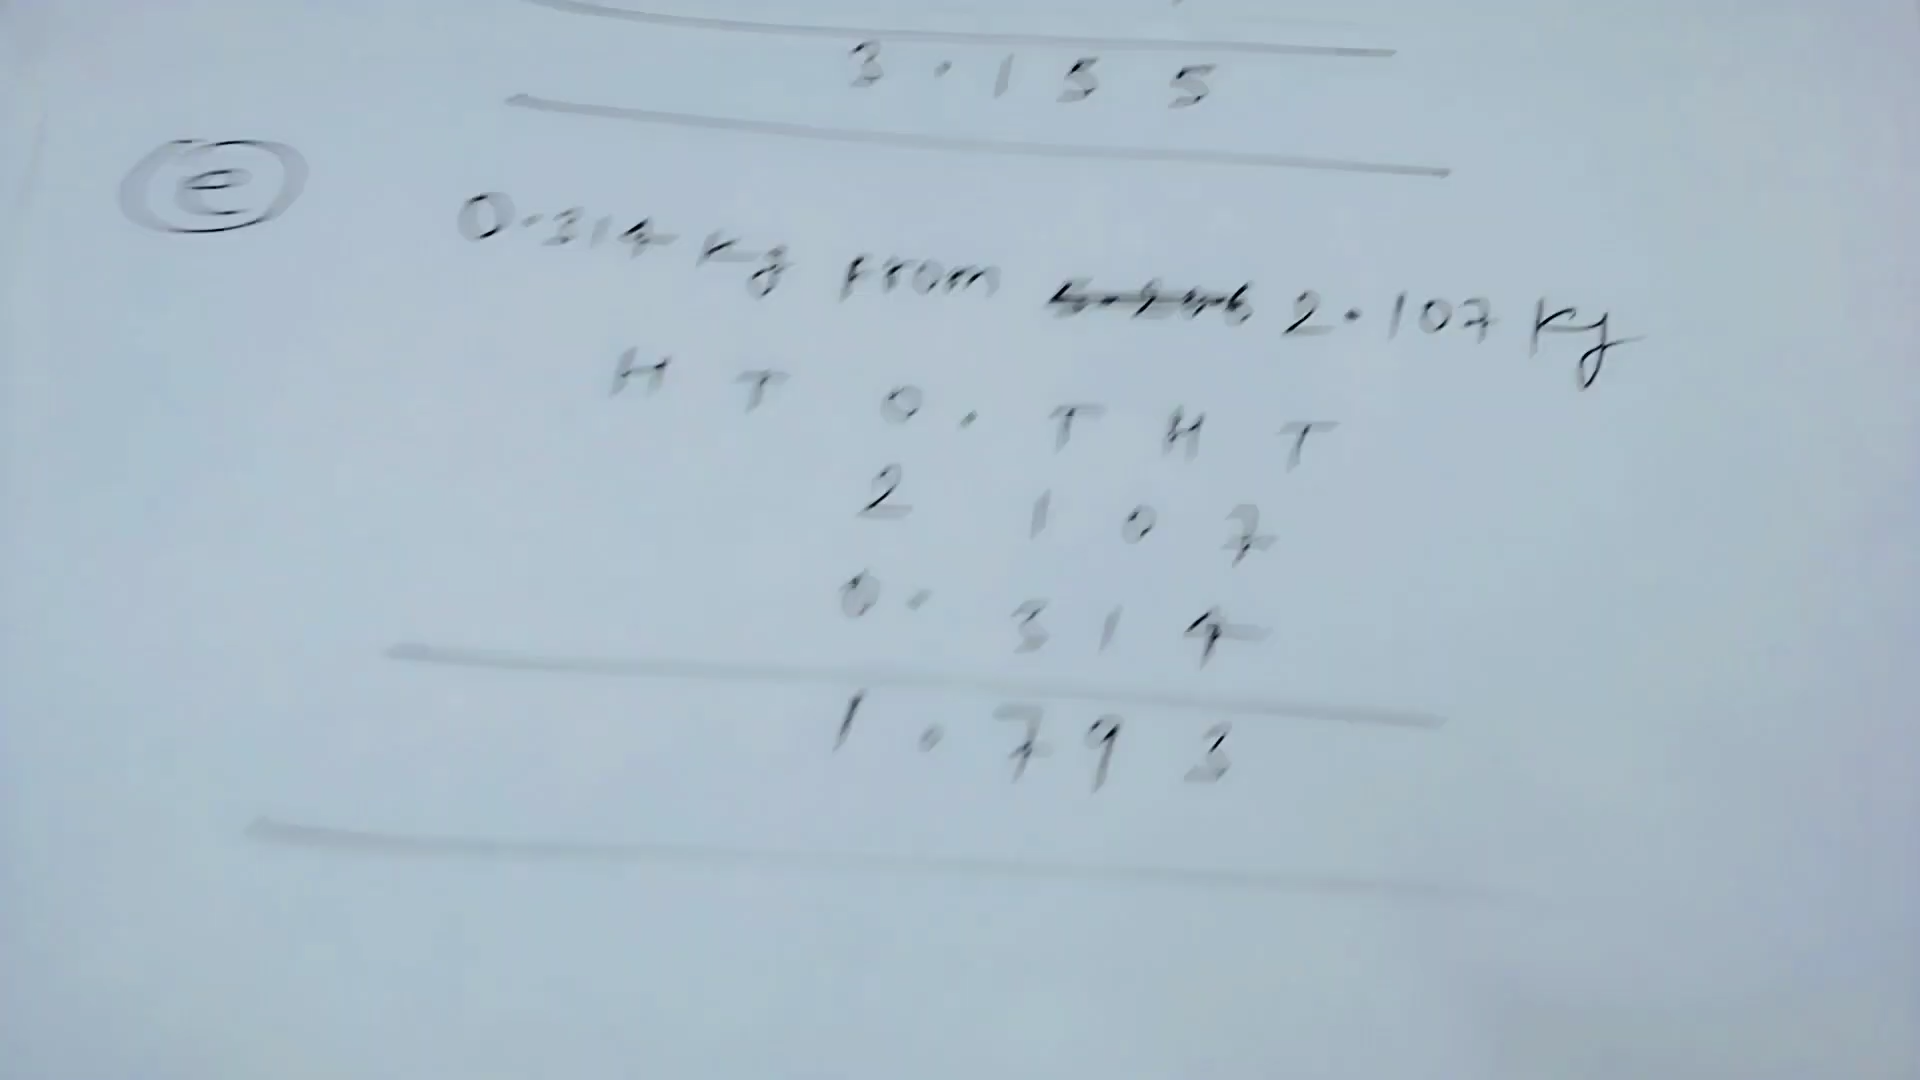 3.155
(e)
0.314 kg from 2.107 kg
H T O . T H T
2 1 0 7
0.3 1 4
1.7 9 3